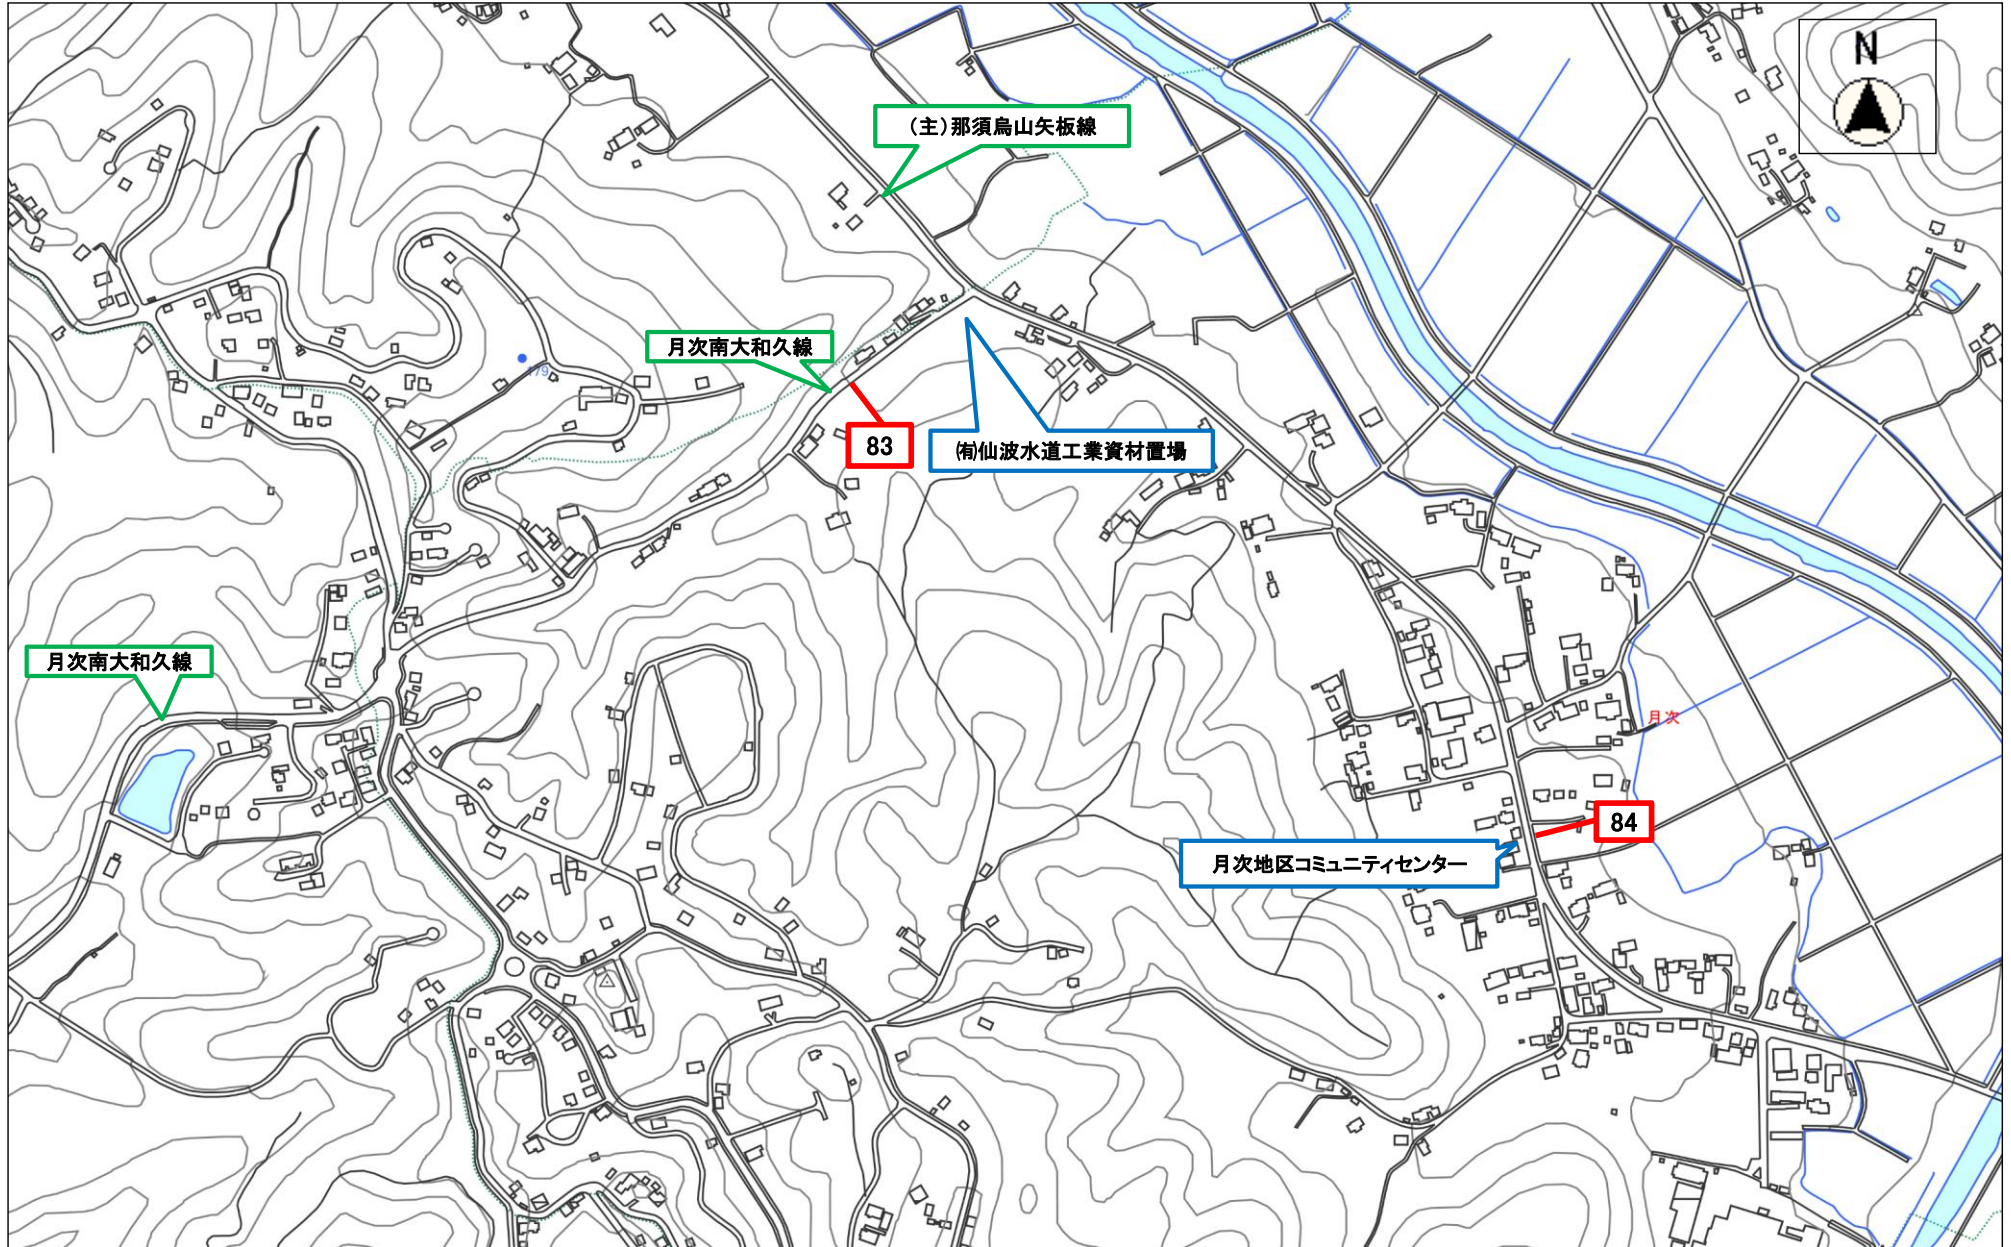 N
(主)那須烏山矢板線
月次南大和久線
179
83
㈲仙波水道工業資材置場
月次南大和久線
月次
84
月次地区コミュニティセンター